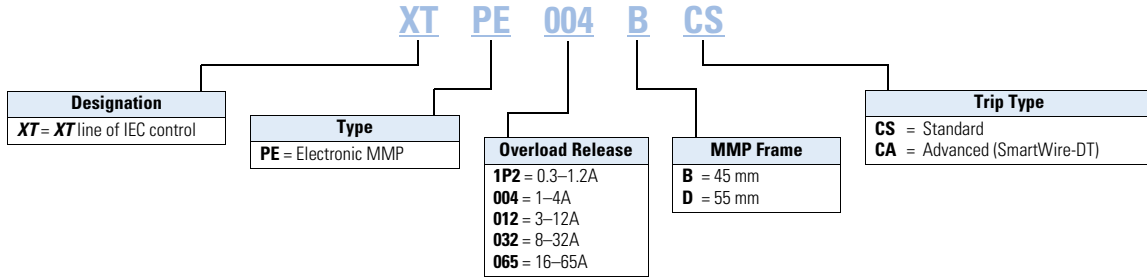 XT PE 004 B CS
Designation
XT = XT line of IEC control
Type
PE = Electronic MMP
Overload Release
1P2 = 0.3–1.2A
004 = 1–4A
012 = 3–12A
032 = 8–32A
065 = 16–65A
MMP Frame
B = 45 mm
D = 55 mm
Trip Type
CS = Standard
CA = Advanced (SmartWire-DT)